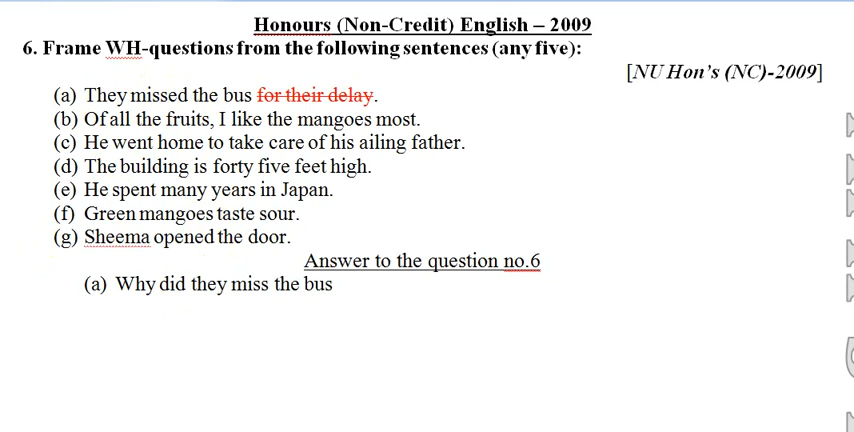 Honours (Non-Credit) English – 2009
6. Frame WH-questions from the following sentences (any five):
[NU Hon's (NC)-2009]
(a) They missed the bus for their delay.
(b) Of all the fruits, I like the mangoes most.
(c) He went home to take care of his ailing father.
(d) The building is forty five feet high.
(e) He spent many years in Japan.
(f) Green mangoes taste sour.
(g) Sheema opened the door.
Answer to the question no.6
(a) Why did they miss the bus